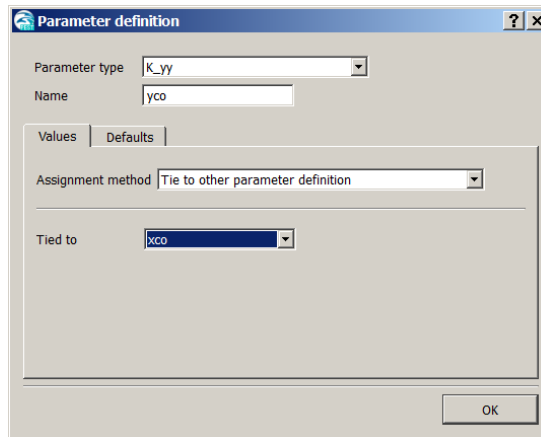 Parameter definition
Parameter type K_yy
Name yco
Values Defaults
Assignment method Tie to other parameter definition
Tied to xco
OK